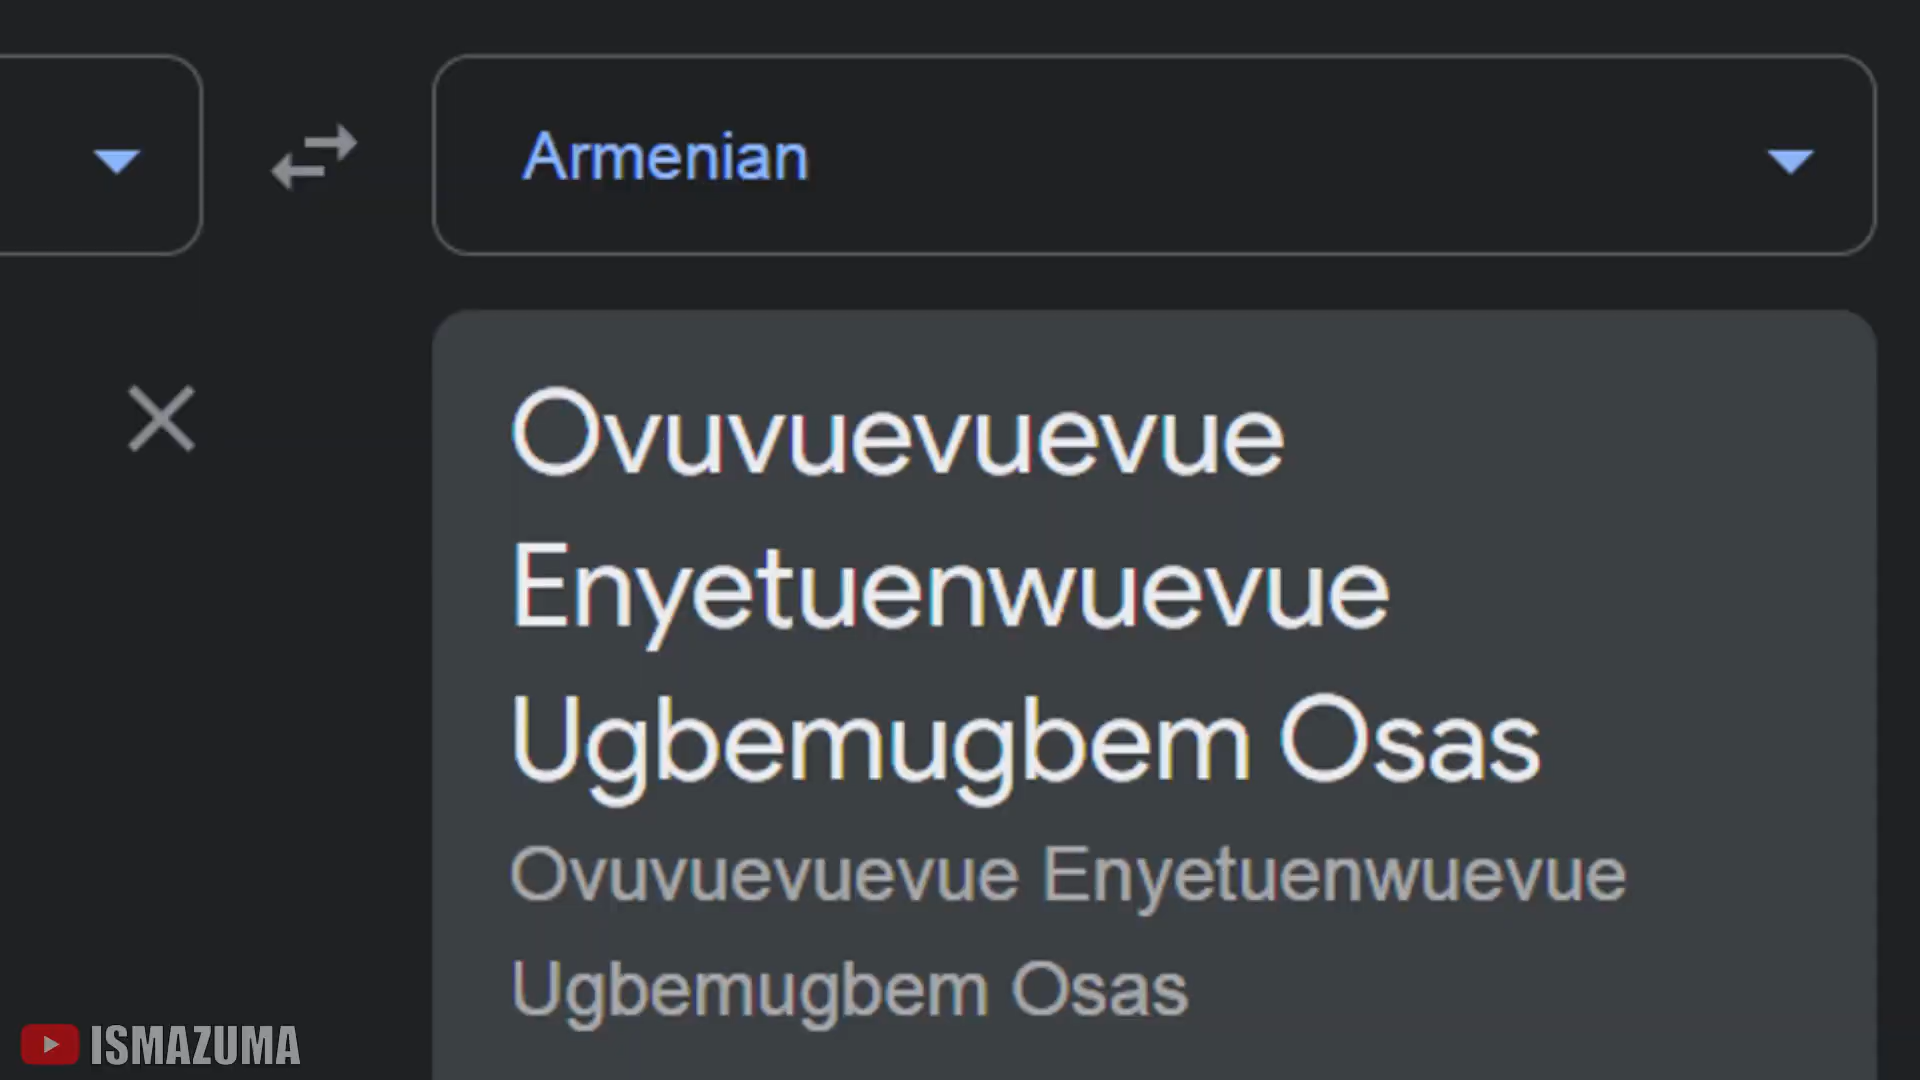 Armenian
Ovuvuevuevue
Enyetuenwuevue
Ugbemugbem Osas
Ovuvuevuevue Enyetuenwuevue
Ugbemugbem Osas
ISMAZUMA